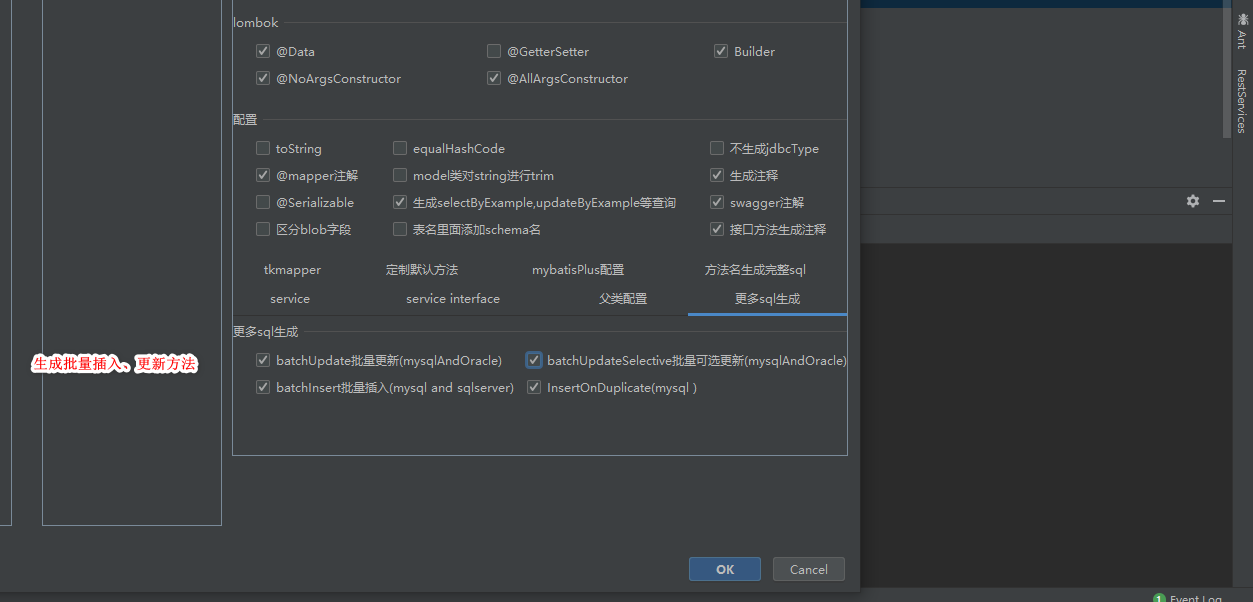 lombok
@Data @GetterSetter Builder
@NoArgsConstructor @AllArgsConstructor
配置
toString equalHashCode 不生成jdbcType
@mapper注解 model类对string进行trim 生成注释
@Serializable 生成selectByExample,updateByExample等查询 swagger注解
区分blob字段 表名里面添加schema名 接口方法生成注释
tkmapper 定制默认方法 mybatisPlus配置 方法名生成完整sql
service service interface 父类配置 更多sql生成
更多sql生成
batchUpdate批量更新(mysqlAndOracle) batchUpdateSelective批量可选更新(mysqlAndOracle)
batchInsert批量插入(mysql and sqlserver) InsertOnDuplicate(mysql )
生成批量插入、更新方法
OK Cancel
Ant
RestServices
1 Event Log